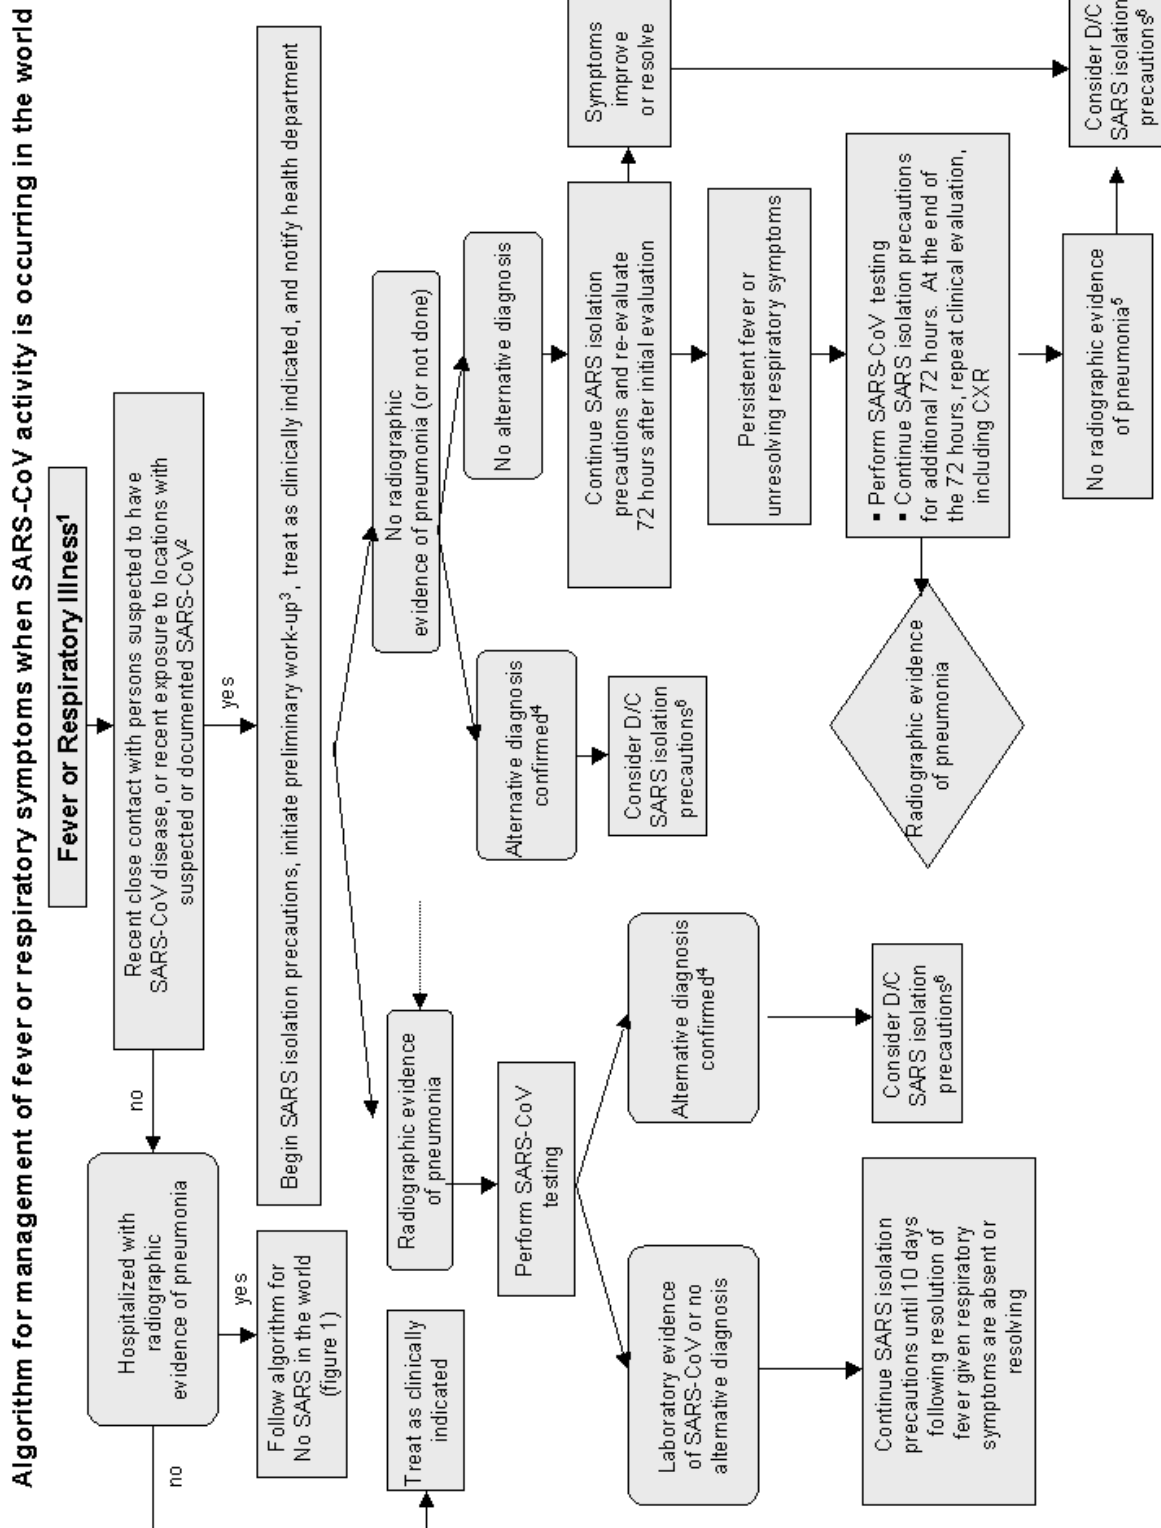 Algorithm for management of fever or respiratory symptoms when SARS-CoV activity is occurring in the world
Fever or Respiratory Illness¹
Recent close contact with persons suspected to have
SARS-CoV disease, or recent exposure to locations with
suspected or documented SARS-CoV²
no
yes
Hospitalized with
radiographic
evidence of pneumonia
no
yes
Follow algorithm for
No SARS in the world
(figure 1)
Begin SARS isolation precautions, initiate preliminary work-up³, treat as clinically indicated, and notify health department
Treat as clinically
indicated
Radiographic evidence
of pneumonia
No radiographic
evidence of pneumonia (or not done)
Perform SARS-CoV
testing
Alternative diagnosis
confirmed⁴
No alternative diagnosis
Laboratory evidence
of SARS-CoV or no
alternative diagnosis
Alternative diagnosis
confirmed⁴
Consider D/C
SARS isolation
precautions⁶
Continue SARS isolation
precautions and re-evaluate
72 hours after initial evaluation
Symptoms
improve
or resolve
Persistent fever or
unresolving respiratory symptoms
Continue SARS isolation
precautions until 10 days
following resolution of
fever given respiratory
symptoms are absent or
resolving
Consider D/C
SARS isolation
precautions⁶
Radiographic evidence
of pneumonia
▪ Perform SARS-CoV testing
▪ Continue SARS isolation precautions
for additional 72 hours. At the end of
the 72 hours, repeat clinical evaluation,
including CXR
No radiographic evidence
of pneumonia⁵
Consider D/C
SARS isolation
precautions⁶